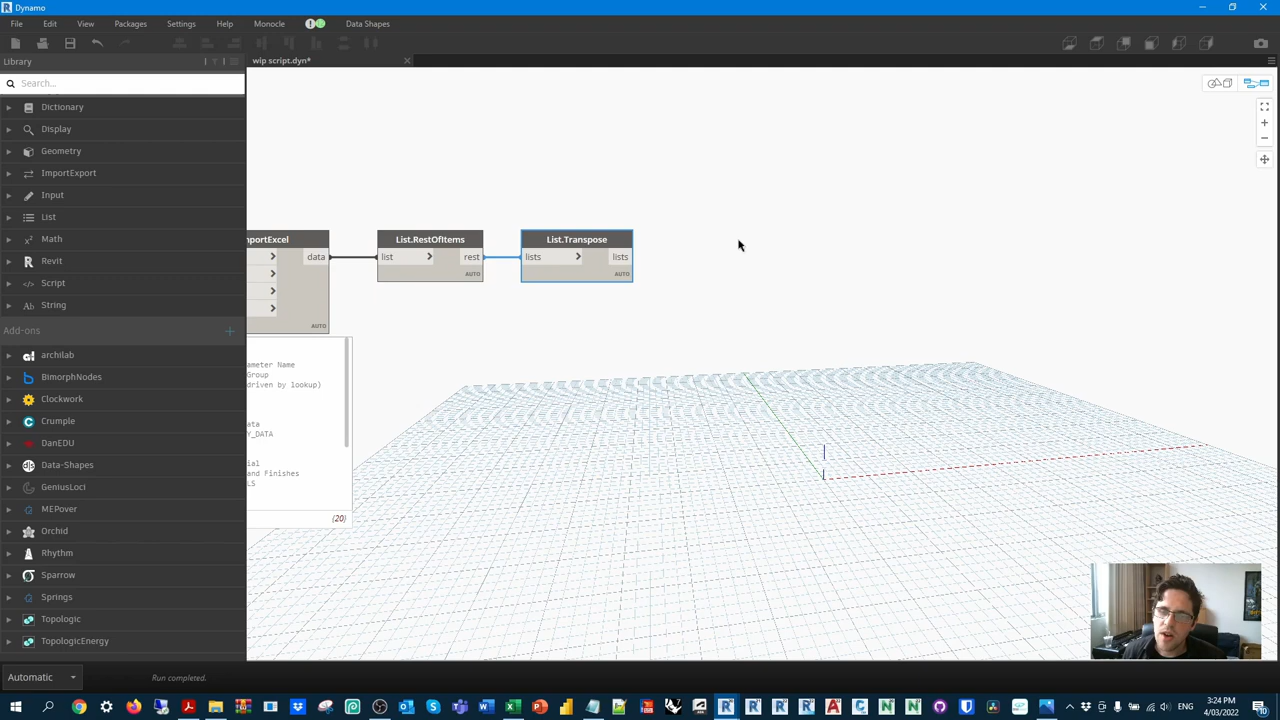 Dynamo
File Edit View Packages Settings Help Monocle Data Shapes
Library
wip script.dyn*
Search...
Dictionary
Display
Geometry
ImportExport
Input
List
Math
Revit
Script
Ab String
Add-ons
archilab
BimorphNodes
Clockwork
Crumple
DanEDU
Data-Shapes
GeniusLoci
MEPover
Orchid
Rhythm
Sparrow
Springs
Topologic
TopologicEnergy
mportExcel
data
AUTO
List.RestOfItems
list > rest
AUTO
List.Transpose
lists > lists
AUTO
ameter Name
Group
driven by lookup)
ata
Y_DATA
ial
and Finishes
LS
(20)
Automatic
Run completed.
ENG
3:24 PM
4/03/2022